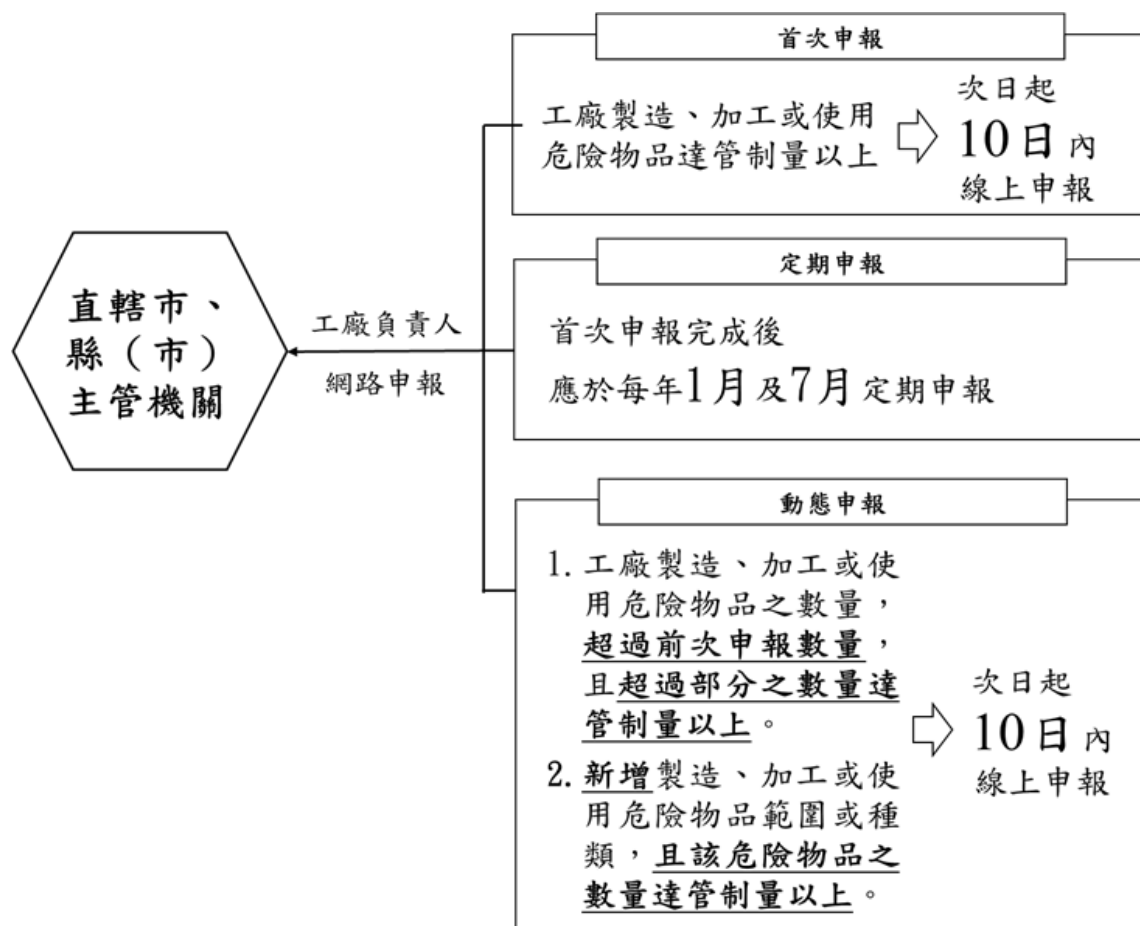 首次申報
工廠製造、加工或使用
危險物品達管制量以上
次日起
10日內
線上申報
直轄市、
縣（市）
主管機關
工廠負責人
網路申報
定期申報
首次申報完成後
應於每年1月及7月定期申報
動態申報
1. 工廠製造、加工或使
用危險物品之數量，
超過前次申報數量，
且超過部分之數量達
管制量以上。
2. 新增製造、加工或使
用危險物品範圍或種
類，且該危險物品之
數量達管制量以上。
次日起
10日內
線上申報